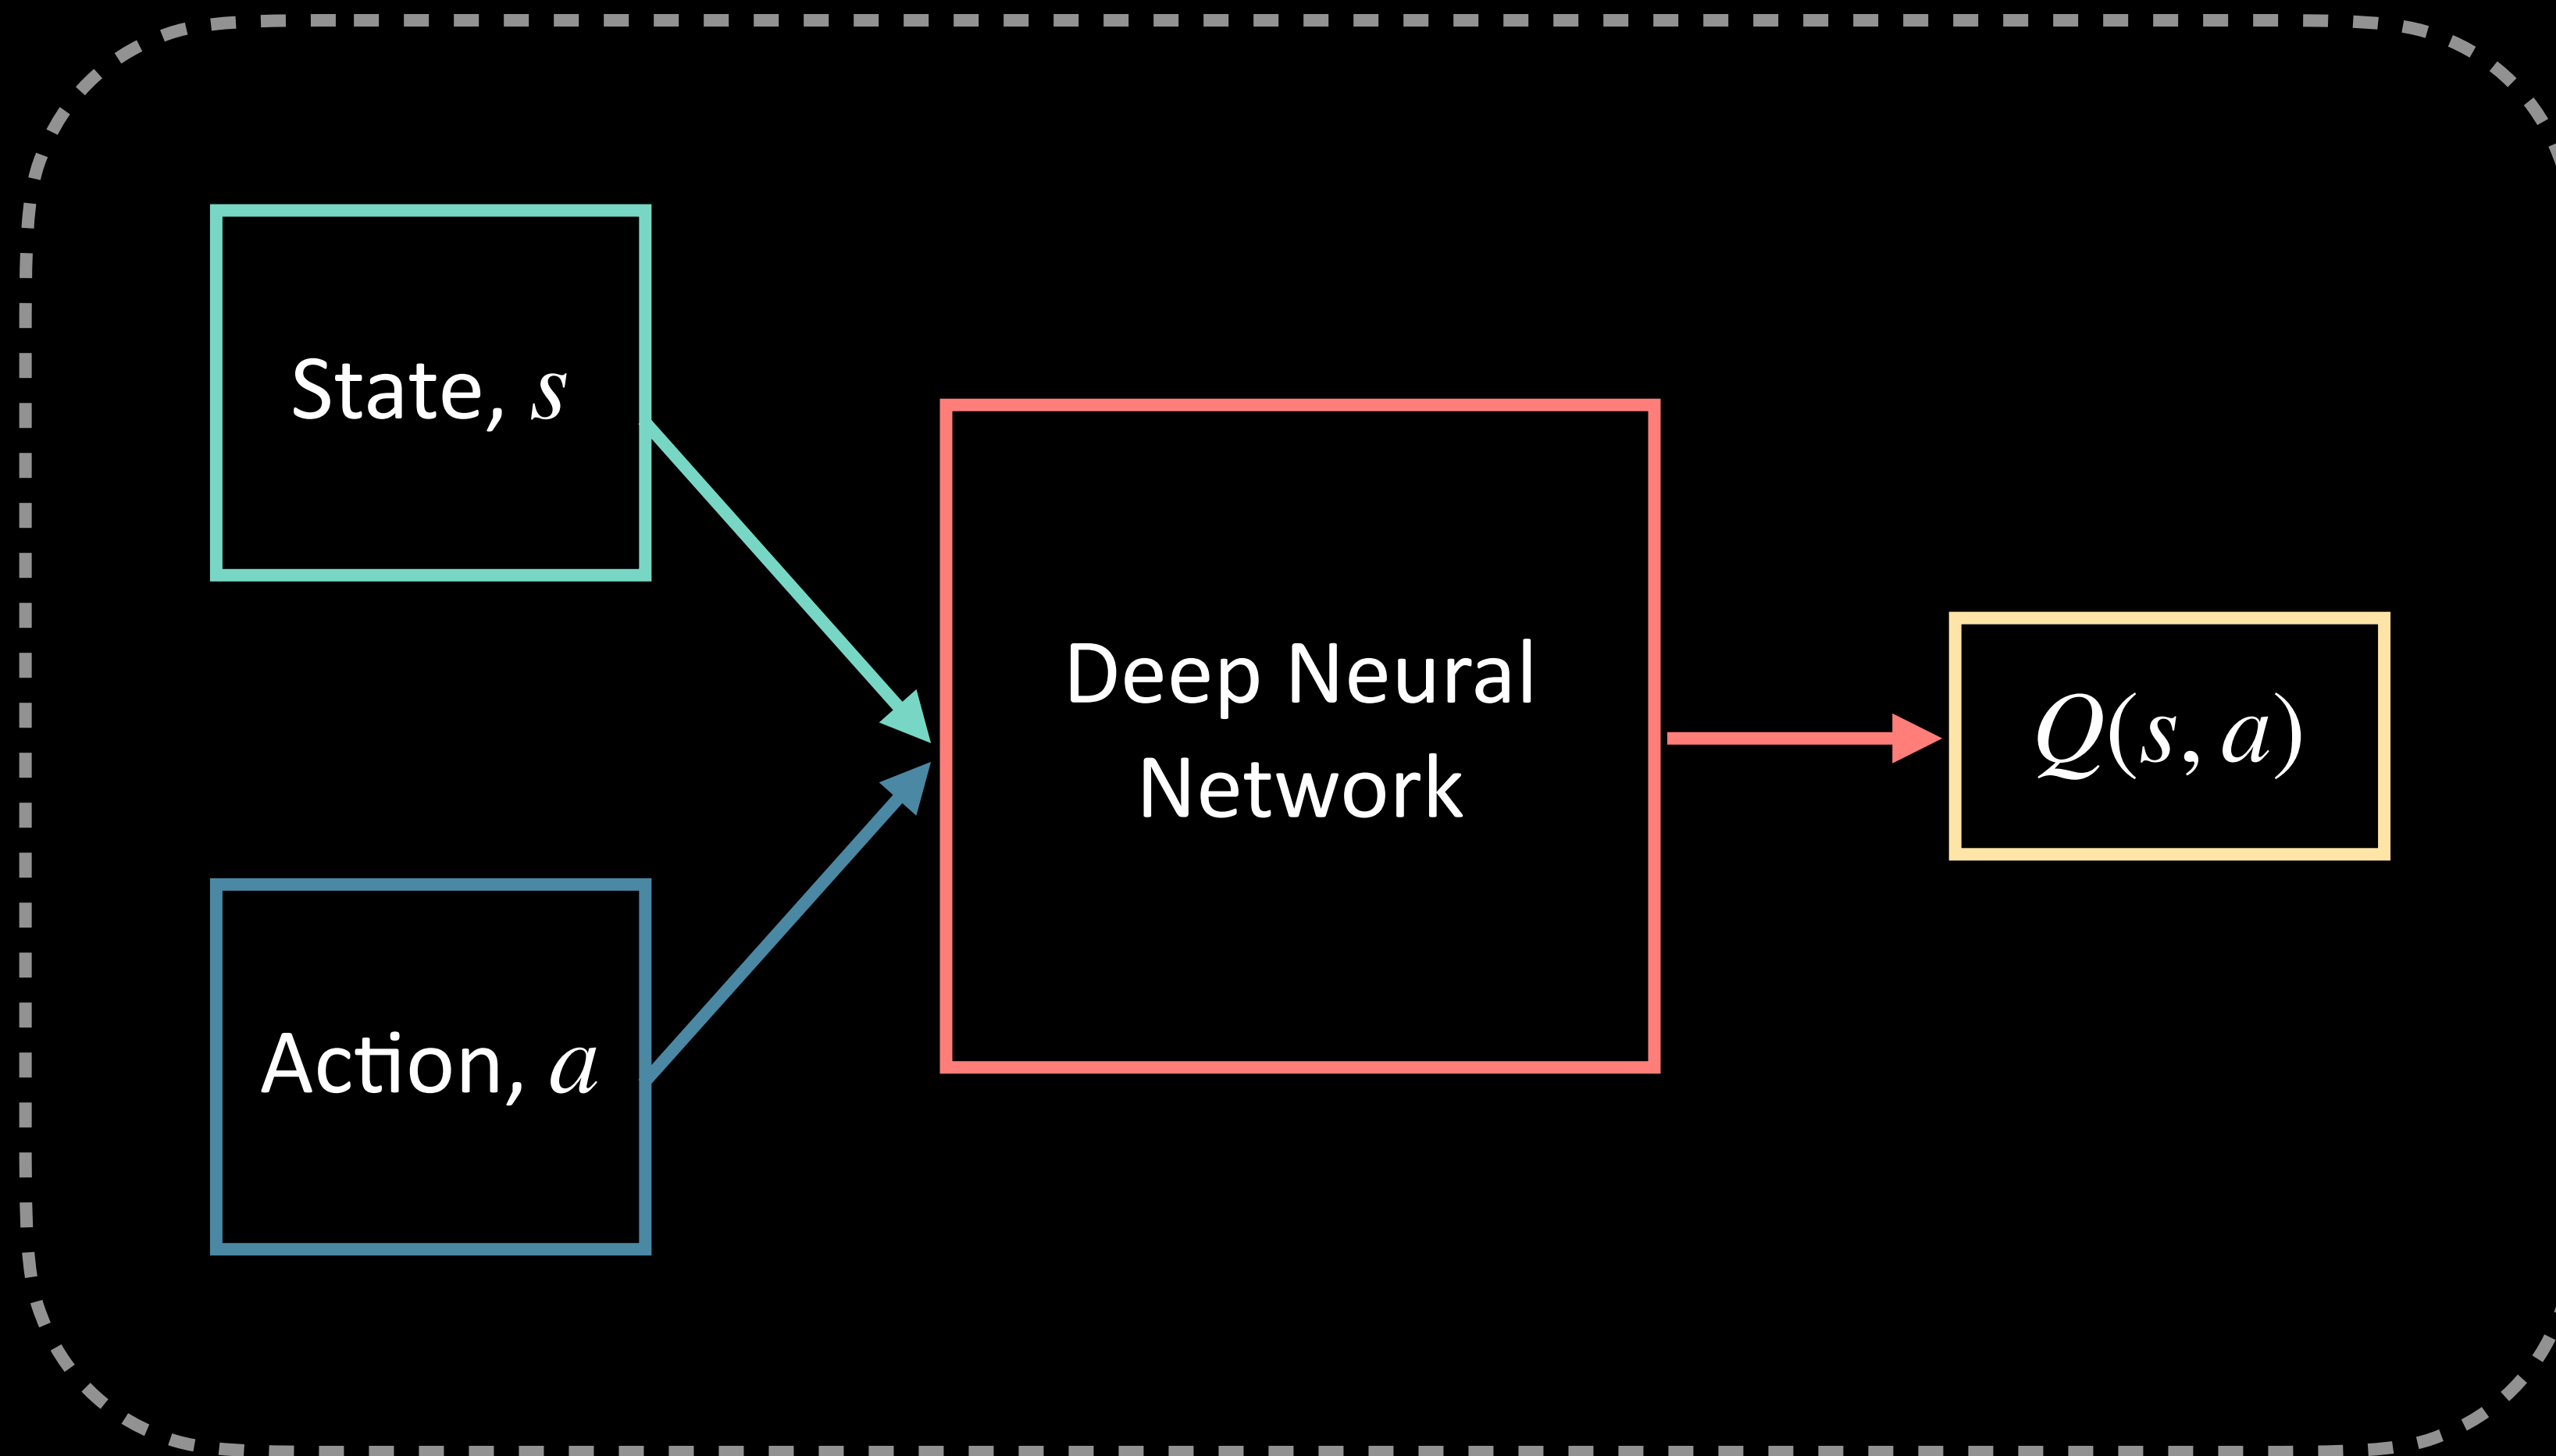 State, s
Deep Neural
Network
Q(s, a)
Action, a